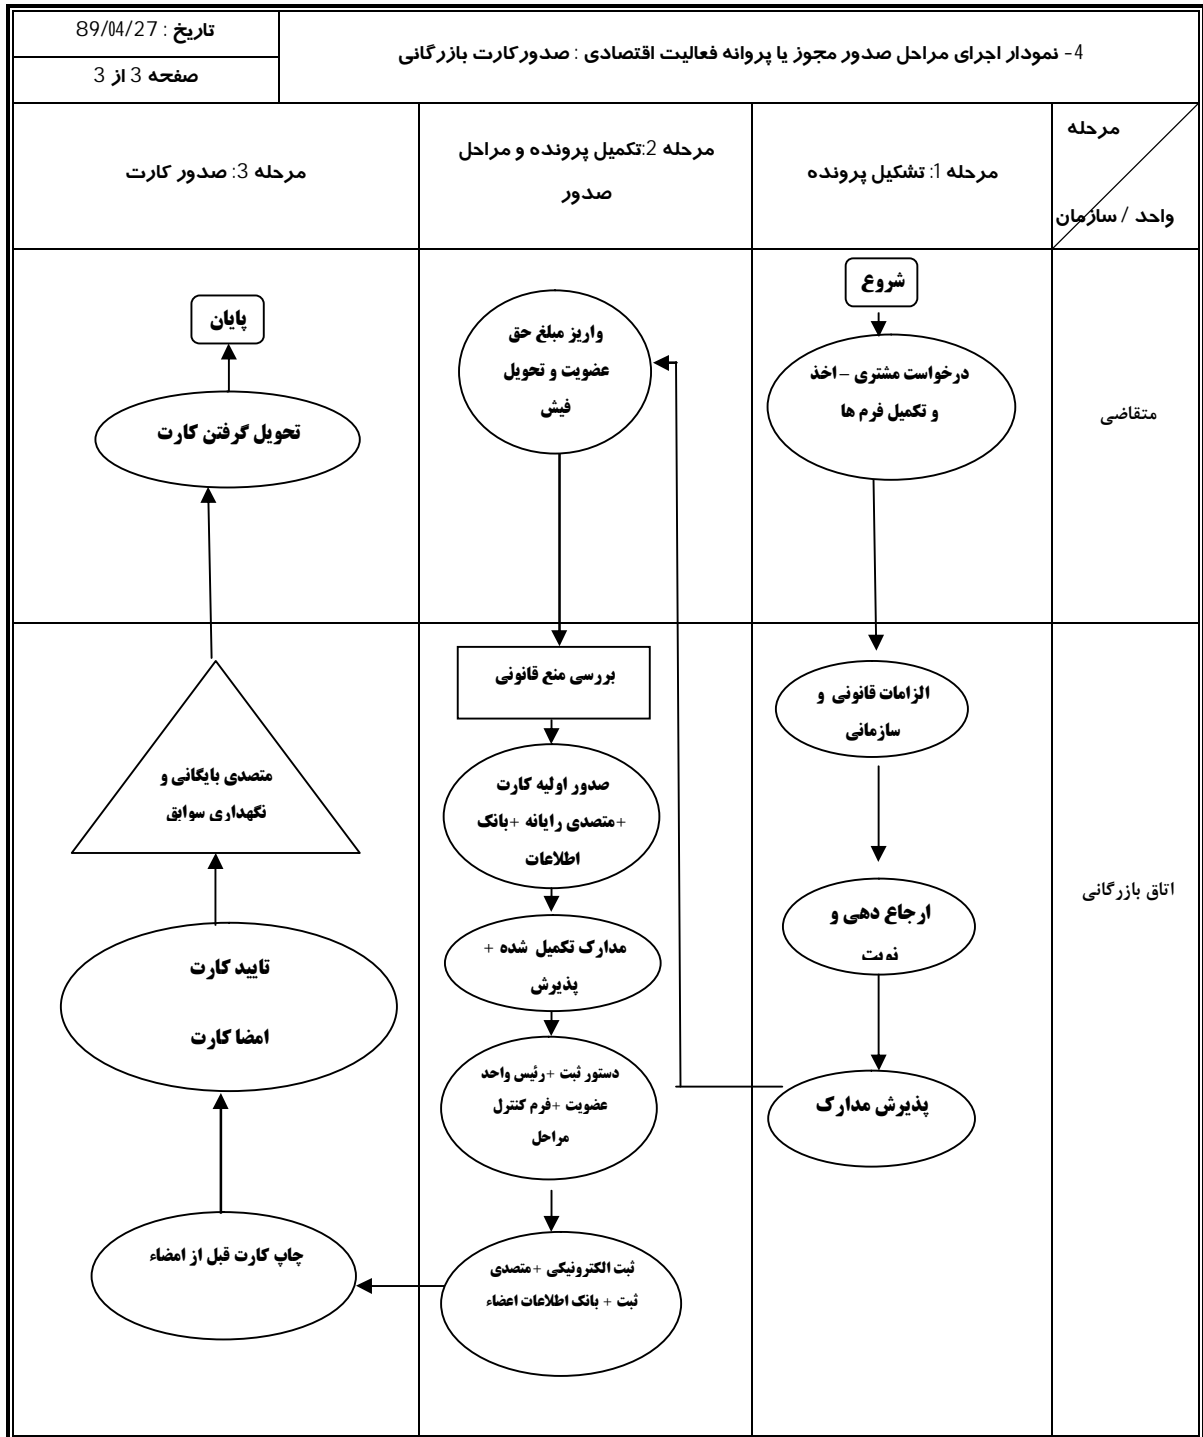 4- نمودار اجرای مراحل صدور مجوز یا پروانه فعالیت اقتصادی : صدورکارت بازرگانی
تاریخ : 89/04/27
صفحه 3 از 3
مرحله
واحد / سازمان
مرحله 1: تشکیل پرونده
مرحله 2:تکمیل پرونده و مراحل
صدور
مرحله 3: صدور کارت
متقاضی
شروع
درخواست مشتری – اخذ
و تکمیل فرم ها
واریز مبلغ حق
عضویت و تحویل
فیش
پایان
تحویل گرفتن کارت
اتاق بازرگانی
الزامات قانونی و
سازمانی
ارجاع دهی و
نوبت
پذیرش مدارک
بررسی منع قانونی
صدور اولیه کارت
+متصدی رایانه +بانک
اطلاعات
مدارک تکمیل شده +
پذیرش
دستور ثبت +رئیس واحد
عضویت +فرم کنترل
مراحل
ثبت الکترونیکی +متصدی
ثبت + بانک اطلاعات اعضاء
متصدی بایگانی و
نگهداری سوابق
تایید کارت
امضا کارت
چاپ کارت قبل از امضاء